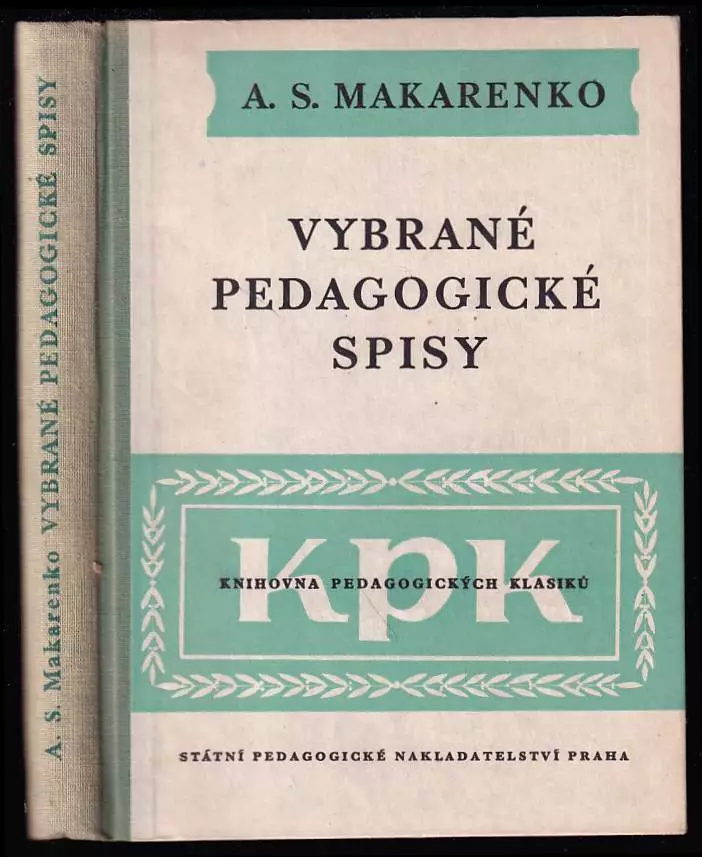 A. S. Makarenko VYBRANÉ PEDAGOGICKÉ SPISY
A. S. MAKARENKO
VYBRANÉ
PEDAGOGICKÉ
SPISY
kpk
KNIHOVNA PEDAGOGICKÝCH KLASIKŮ
STÁTNÍ PEDAGOGICKÉ NAKLADATELSTVÍ PRAHA